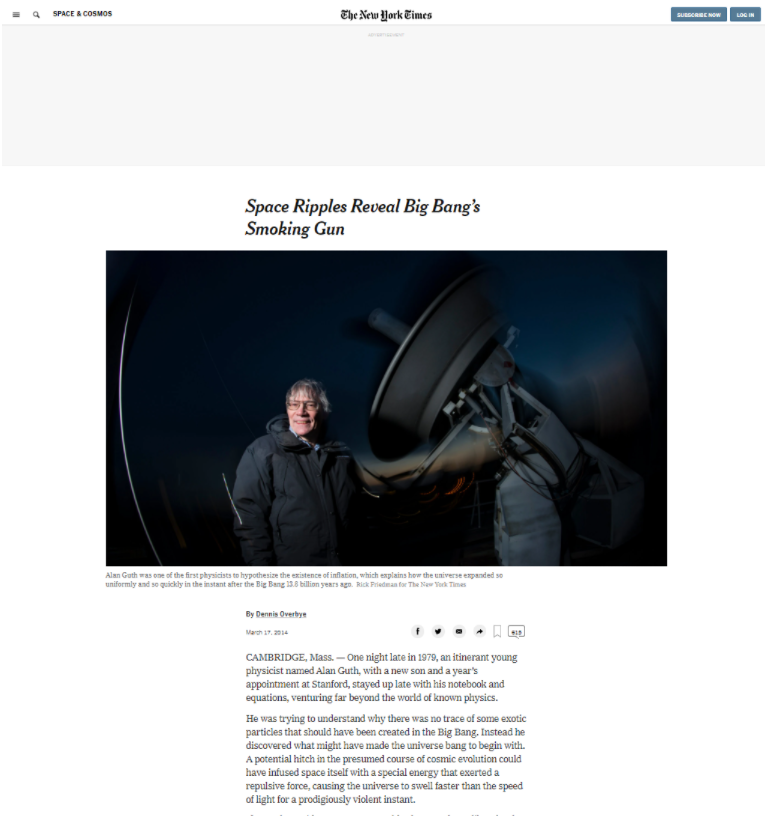 SPACE & COSMOS
The New York Times
SUBSCRIBE NOW
LOG IN
ADVERTISEMENT
Space Ripples Reveal Big Bang's
Smoking Gun
Alan Guth was one of the first physicists to hypothesize the existence of inflation, which explains how the universe expanded so
uniformly and so quickly in the instant after the Big Bang 13.8 billion years ago. Rick Friedman for The New York Times
By Dennis Overbye
March 17, 2014
CAMBRIDGE, Mass. — One night late in 1979, an itinerant young
physicist named Alan Guth, with a new son and a year's
appointment at Stanford, stayed up late with his notebook and
equations, venturing far beyond the world of known physics.
He was trying to understand why there was no trace of some exotic
particles that should have been created in the Big Bang. Instead he
discovered what might have made the universe bang to begin with.
A potential hitch in the presumed course of cosmic evolution could
have infused space itself with a special energy that exerted a
repulsive force, causing the universe to swell faster than the speed
of light for a prodigiously violent instant.